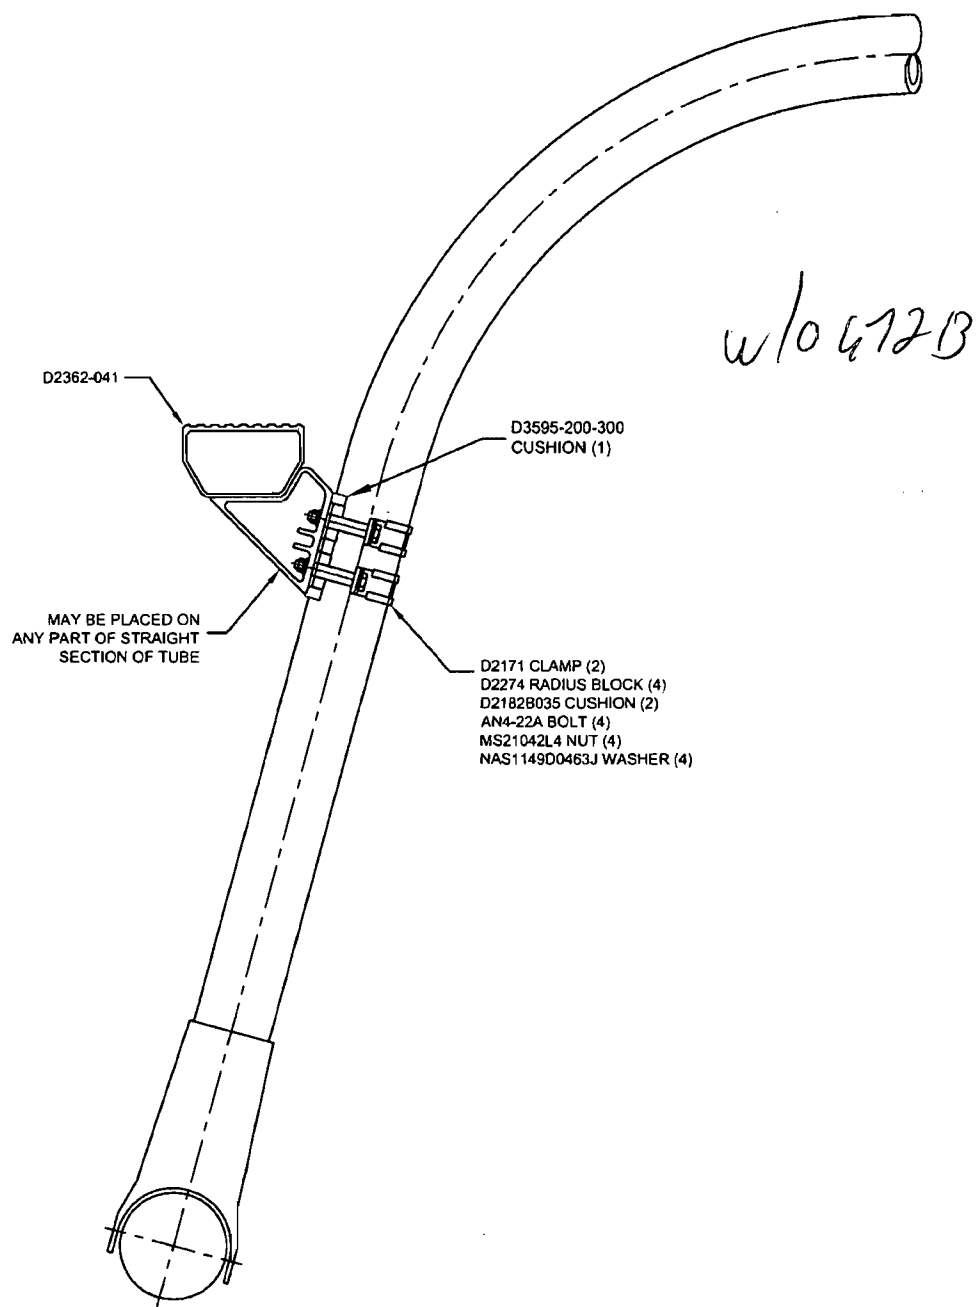 w/o 412B
D2362-041
D3595-200-300
CUSHION (1)
MAY BE PLACED ON
ANY PART OF STRAIGHT
SECTION OF TUBE
D2171 CLAMP (2)
D2274 RADIUS BLOCK (4)
D2182B035 CUSHION (2)
AN4-22A BOLT (4)
MS21042L4 NUT (4)
NAS1149D0463J WASHER (4)